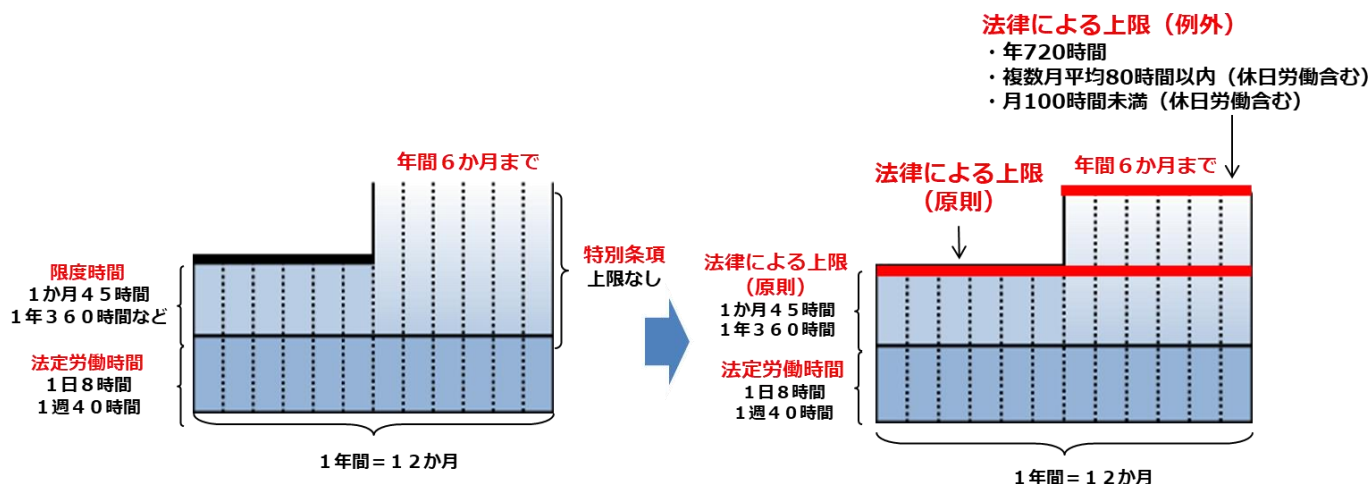 年間６か月まで
限度時間
１か月４５時間
１年３６０時間など
法定労働時間
１日８時間
１週４０時間
特別条項
上限なし
１年間＝１２か月
法律による上限（例外）
・年720時間
・複数月平均80時間以内（休日労働含む）
・月100時間未満（休日労働含む）
法律による上限
（原則）
年間６か月まで
法律による上限
（原則）
１か月４５時間
１年３６０時間
法定労働時間
１日８時間
１週４０時間
１年間＝１２か月